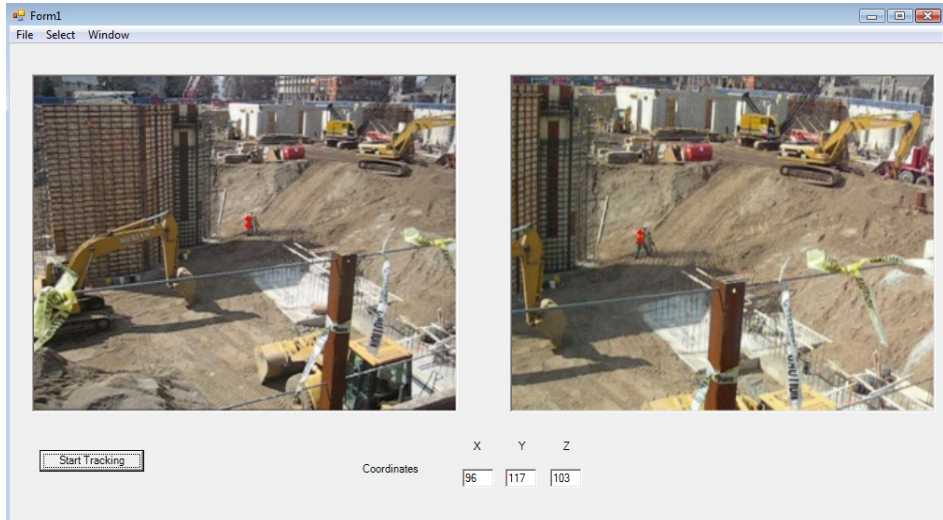 Form1
File Select Window
Start Tracking
X Y Z
Coordinates
96 117 103